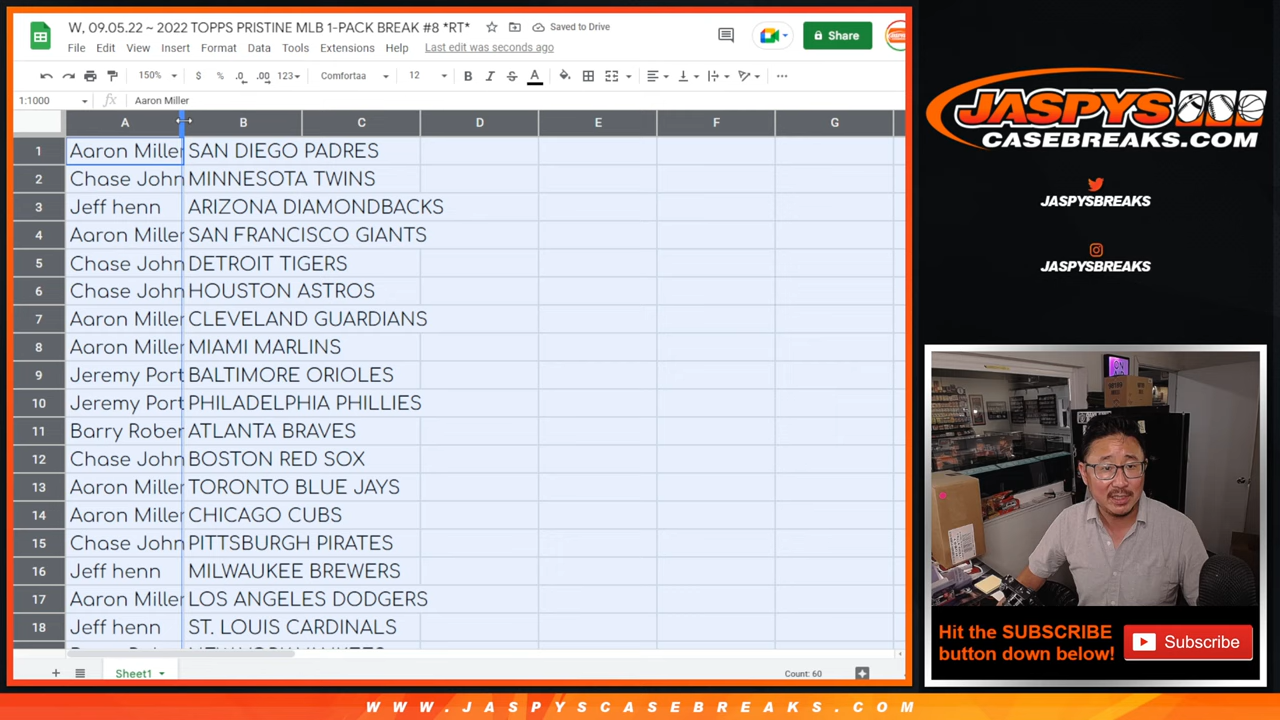 W, 09.05.22 ~ 2022 TOPPS PRISTINE MLB 1-PACK BREAK #8 *RT*
Saved to Drive
File Edit View Insert Format Data Tools Extensions Help Last edit was seconds ago
Share
150% $ % .0 .00 123 Comfortaa 12 B I S A
1:1000 fx Aaron Miller
A B C D E F G
1 Aaron Miller SAN DIEGO PADRES
2 Chase John MINNESOTA TWINS
3 Jeff henn ARIZONA DIAMONDBACKS
4 Aaron Miller SAN FRANCISCO GIANTS
5 Chase John DETROIT TIGERS
6 Chase John HOUSTON ASTROS
7 Aaron Miller CLEVELAND GUARDIANS
8 Aaron Miller MIAMI MARLINS
9 Jeremy Port BALTIMORE ORIOLES
10 Jeremy Port PHILADELPHIA PHILLIES
11 Barry Rober ATLANTA BRAVES
12 Chase John BOSTON RED SOX
13 Aaron Miller TORONTO BLUE JAYS
14 Aaron Miller CHICAGO CUBS
15 Chase John PITTSBURGH PIRATES
16 Jeff henn MILWAUKEE BREWERS
17 Aaron Miller LOS ANGELES DODGERS
18 Jeff henn ST. LOUIS CARDINALS
Sheet1
Count: 60
JASPYS
CASEBREAKS.COM
JASPYSBREAKS
JASPYSBREAKS
Hit the SUBSCRIBE
button down below!
Subscribe
WWW.JASPYSCASEBREAKS.COM